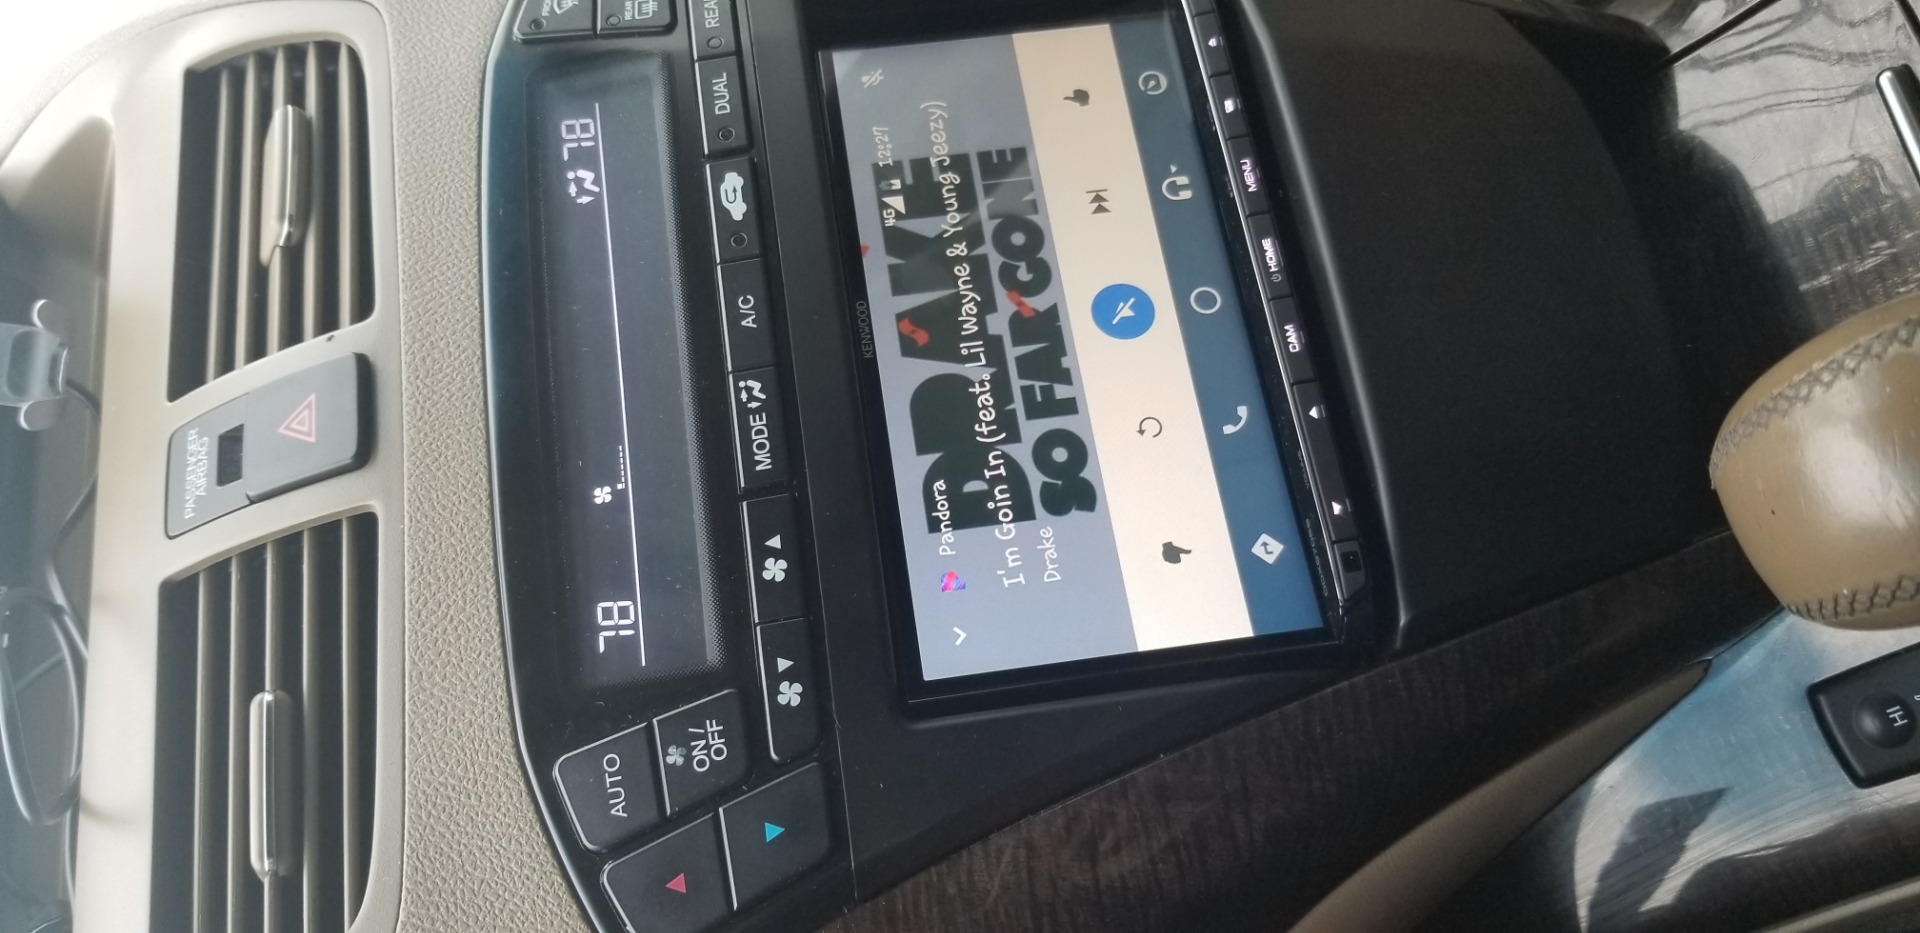 PASSENGER
AIRBAG
78
78
AUTO
ON/
OFF
MODE
A/C
DUAL
REAR
KENWOOD
4G
12:27
Pandora
I'm Goin In (feat. Lil Wayne & Young Jeezy)
Drake
DRAKE
SO FAR GONE
CAM
HOME
MENU
HI